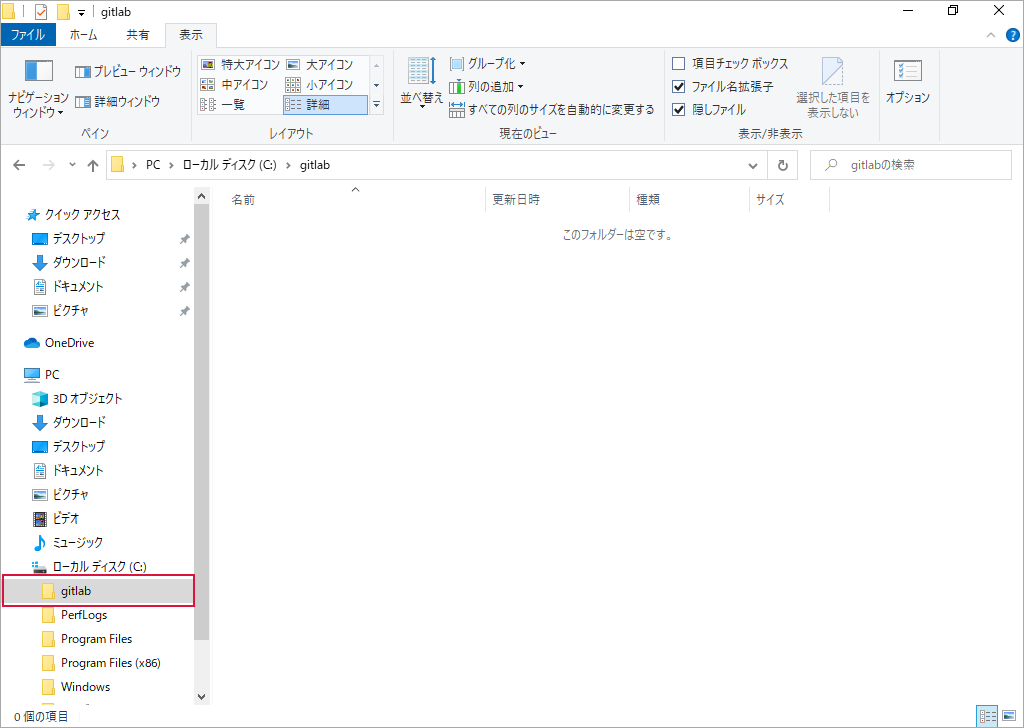 gitlab
ファイル ホーム 共有 表示
ナビゲーション ウィンドウ
プレビュー ウィンドウ
詳細ウィンドウ
ペイン
特大アイコン 大アイコン
中アイコン 小アイコン
一覧 詳細
レイアウト
並べ替え
グループ化
列の追加
すべての列のサイズを自動的に変更する
現在のビュー
項目チェック ボックス
ファイル名拡張子
隠しファイル
選択した項目を
表示しない
表示/非表示
オプション
PC ローカル ディスク (C:) gitlab
gitlabの検索
名前 更新日時 種類 サイズ
このフォルダーは空です。
クイック アクセス
デスクトップ
ダウンロード
ドキュメント
ピクチャ
OneDrive
PC
3D オブジェクト
ダウンロード
デスクトップ
ドキュメント
ピクチャ
ビデオ
ミュージック
ローカル ディスク (C:)
gitlab
PerfLogs
Program Files
Program Files (x86)
Windows
0 個の項目